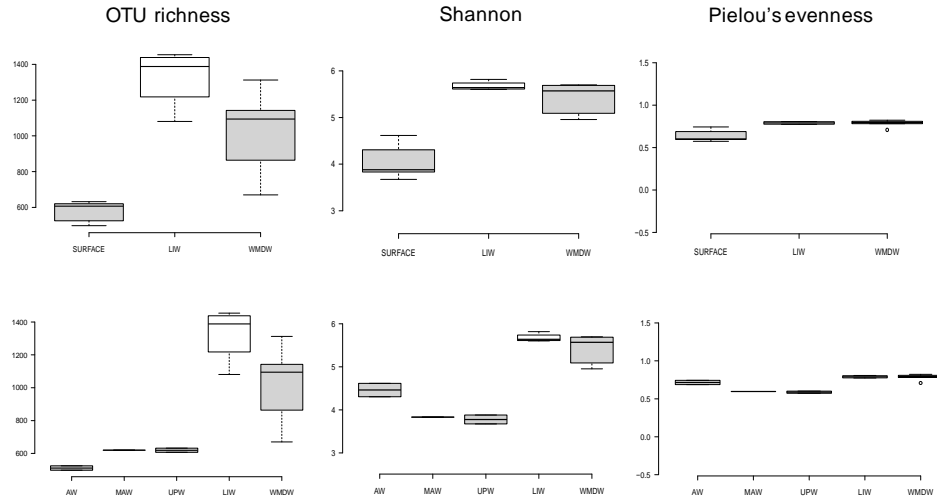 OTU richness
Shannon
Pielou's evenness
1400
1200
1000
800
600
SURFACE
LIW
WMDW
6
5
4
3
SURFACE
LIW
WMDW
1.5
1.0
0.5
0.0
−0.5
SURFACE
LIW
WMDW
1400
1200
1000
800
600
AW
MAW
UPW
LIW
WMDW
6
5
4
3
AW
MAW
UPW
LIW
WMDW
1.5
1.0
0.5
0.0
−0.5
AW
MAW
UPW
LIW
WMDW